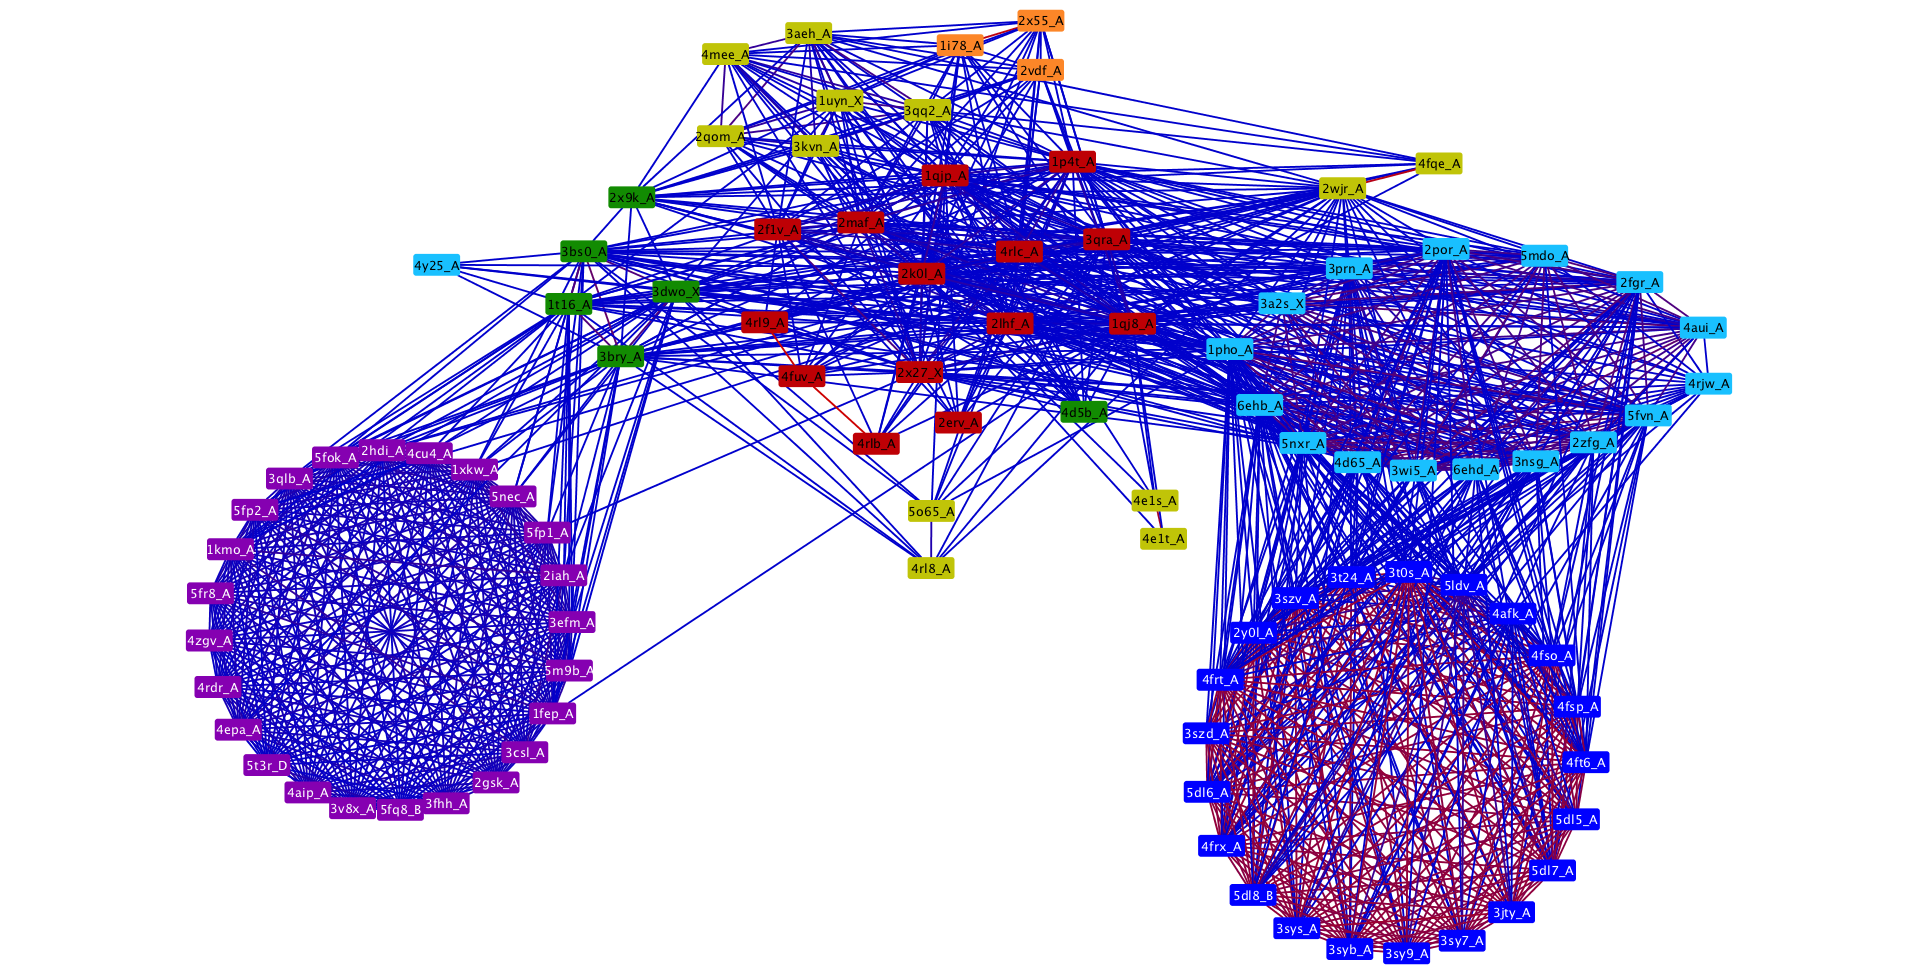 2x55_A
3aeh_A
1i78_A
4mee_A
2vdf_A
1uyn_X
3qq2_A
2qom_A
3kvn_A
1p4t_A
4fqe_A
1qjp_A
2wjr_A
2x9k_A
2maf_A
2f1v_A
3qra_A
3bs0_A
4rlc_A
2por_A
5mdo_A
4y25_A
3prn_A
2k0l_A
2fgr_A
3dwo_X
1t16_A
3a2s_X
4rl9_A
2lhf_A
1qj8_A
4aui_A
1pho_A
3bry_A
2x27_X
4fuv_A
4rjw_A
6ehb_A
4d5b_A
5fvn_A
2erv_A
4rlb_A
5nxr_A
2zfg_A
2hdi_A
4cu4_A
5fok_A
1xkw_A
4d65_A
3wi5_A
6ehd_A
3nsg_A
3qlb_A
5nec_A
4e1s_A
5fp2_A
5o65_A
5fp1_A
4e1t_A
1kmo_A
4rl8_A
2iah_A
3t24_A
3t0s_A
5ldv_A
5fr8_A
3szv_A
4afk_A
3efm_A
2y0l_A
4zgv_A
4fso_A
5m9b_A
4frt_A
4rdr_A
4fsp_A
1fep_A
4epa_A
3szd_A
3csl_A
4ft6_A
5t3r_D
2gsk_A
4aip_A
5dl6_A
3v8x_A
5fq8_B
3fhh_A
5dl5_A
4frx_A
5dl7_A
5dl8_B
3jty_A
3sys_A
3syb_A
3sy9_A
3sy7_A